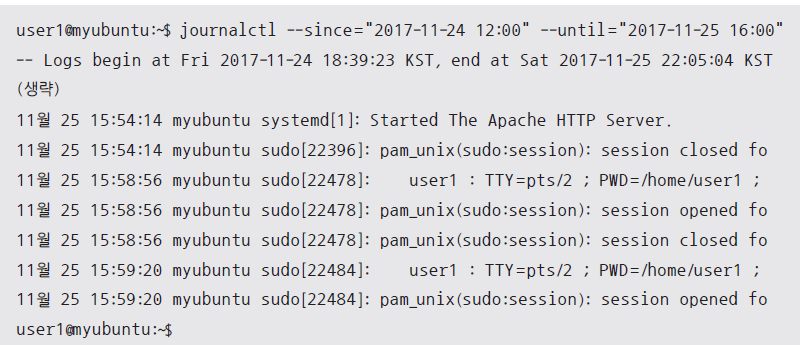 user1@myubuntu:~$ journalctl --since="2017-11-24 12:00" --until="2017-11-25 16:00"
-- Logs begin at Fri 2017-11-24 18:39:23 KST, end at Sat 2017-11-25 22:05:04 KST
(생략)
11월 25 15:54:14 myubuntu systemd[1]: Started The Apache HTTP Server.
11월 25 15:54:14 myubuntu sudo[22396]: pam_unix(sudo:session): session closed fo
11월 25 15:58:56 myubuntu sudo[22478]:    user1 : TTY=pts/2 ; PWD=/home/user1 ;
11월 25 15:58:56 myubuntu sudo[22478]: pam_unix(sudo:session): session opened fo
11월 25 15:58:56 myubuntu sudo[22478]: pam_unix(sudo:session): session closed fo
11월 25 15:59:20 myubuntu sudo[22484]:    user1 : TTY=pts/2 ; PWD=/home/user1 ;
11월 25 15:59:20 myubuntu sudo[22484]: pam_unix(sudo:session): session opened fo
user1@myubuntu:~$